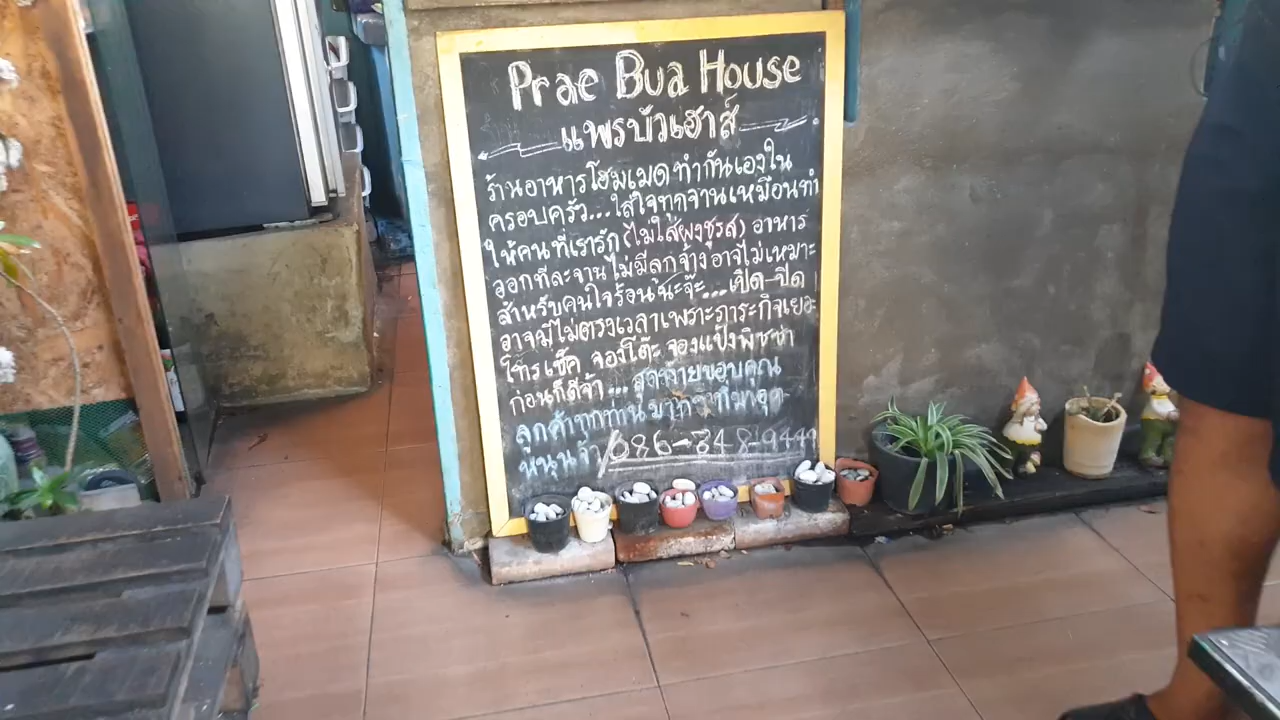 Prae Bua House
แพรบัวเฮาส์
ร้านอาหารโฮมเมด ทำกันเองใน
ครอบครัว...ใส่ใจทุกจานเหมือนทำ
ให้คนที่เรารัก (ไม่ใส่ผงชูรส) อาหาร
ออกทีละจานไม่มีลูกจ้าง อาจไม่เหมาะ
สำหรับคนใจร้อนนะจ๊ะ...เปิด-ปิด
อาจมีไม่ตรงเวลาเพราะภาระกิจเยอะ
โทรเช็ค จองโต๊ะ จองแป้งพิซซ่า
ก่อนก็ดีจ้า... สุดท้ายขอบคุณ
ลูกค้าทุกท่านมากๆ ที่มาอุด
หนุนจ้า 086-348-9449